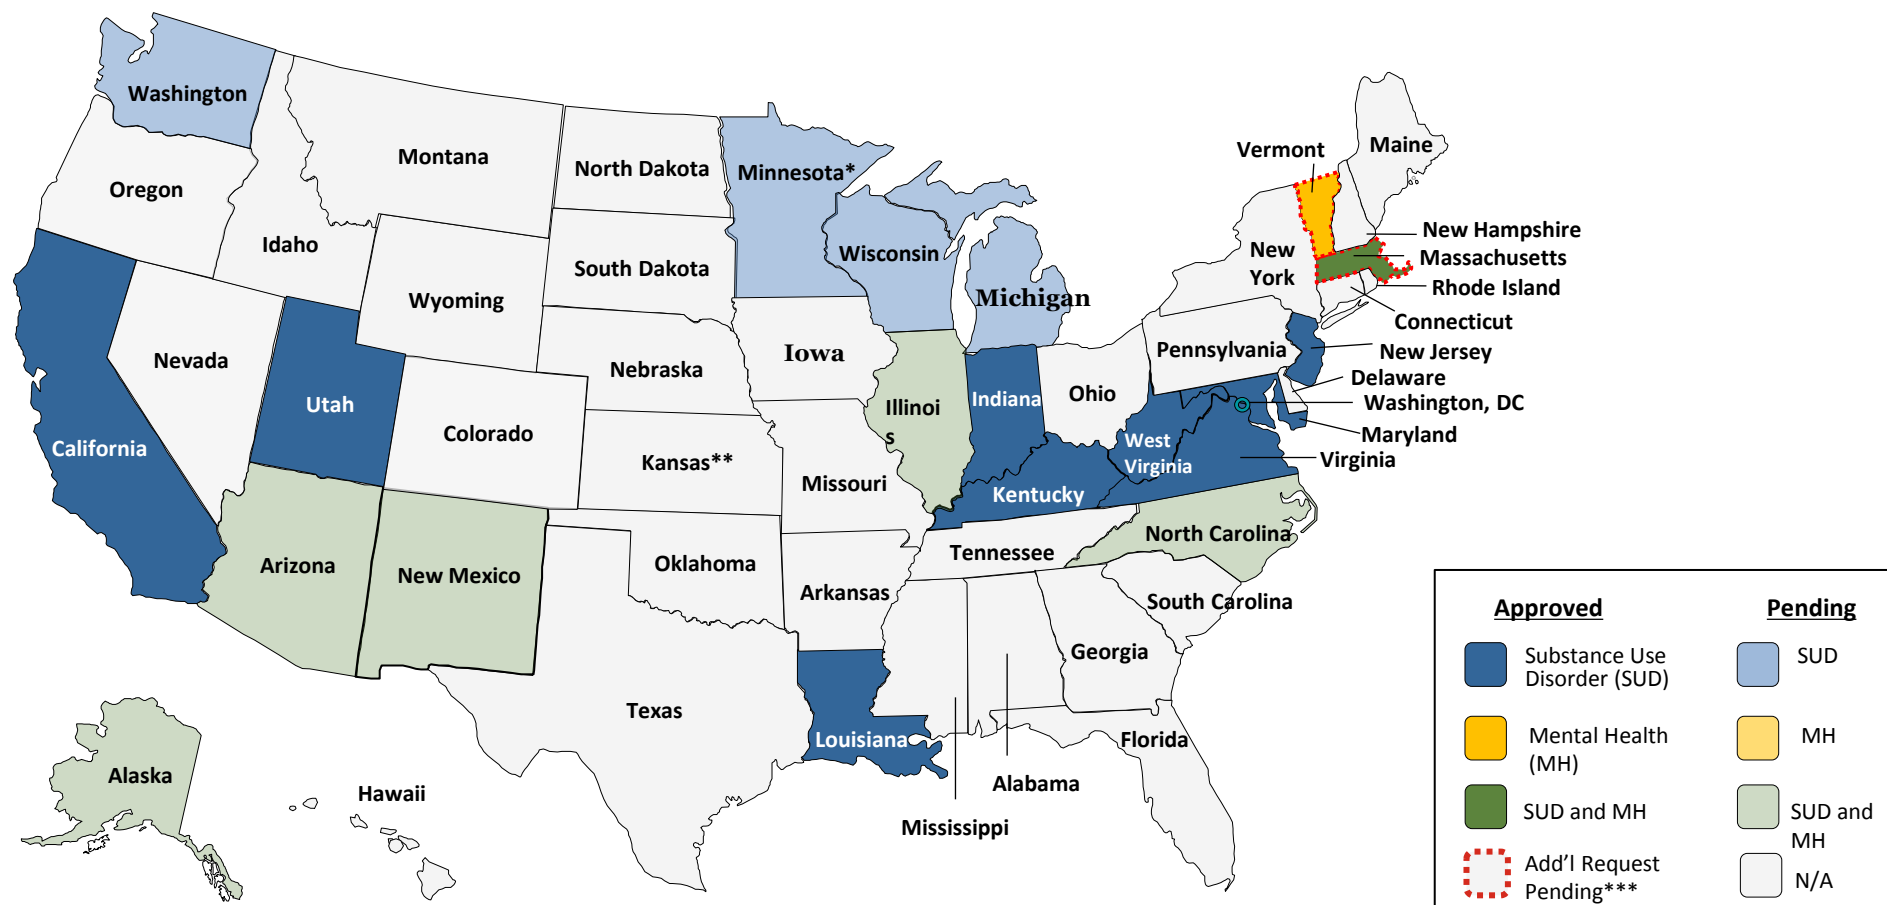 Washington
Oregon
Montana
Idaho
Wyoming
North Dakota
South Dakota
Minnesota*
Wisconsin
Michigan
Vermont
Maine
New Hampshire
Massachusetts
New
York
Rhode Island
Connecticut
New Jersey
Pennsylvania
Delaware
Washington, DC
Maryland
Virginia
Nevada
Utah
California
Colorado
Nebraska
Iowa
Kansas**
Missouri
Illinoi
s
Indiana
Ohio
West
Virginia
Kentucky
Arizona
New Mexico
Oklahoma
Arkansas
Tennessee
North Carolina
South Carolina
Georgia
Texas
Louisiana
Mississippi
Alabama
Florida
Alaska
Hawaii
Approved
Pending
Substance Use
Disorder (SUD)
SUD
Mental Health
(MH)
MH
SUD and MH
SUD and
MH
Add’l Request
Pending***
N/A